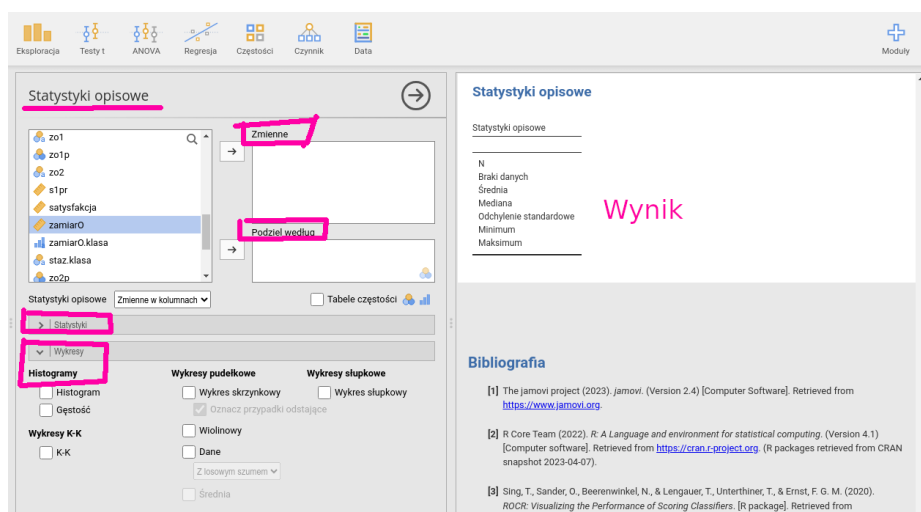 Eksploracja Testy t ANOVA Regresja Częstości Czynnik Data Moduły
Statystyki opisowe
zo1
zo1p
zo2
s1pr
satysfakcja
zamiarO
zamiarO.klasa
staz.klasa
zo2p
Zmienne
Podziel według
Statystyki opisowe Zmienne w kolumnach Tabele częstości
Statystyki
Wykresy
Histogramy Wykresy pudełkowe Wykresy słupkowe
Histogram Wykres skrzynkowy Wykres słupkowy
Gęstość Oznacz przypadki odstające
Wykresy K-K Wiolinowy
K-K Dane
Z losowym szumem
Średnia
Statystyki opisowe
Statystyki opisowe
N
Braki danych
Średnia
Mediana
Odchylenie standardowe
Minimum
Maksimum
Wynik
Bibliografia
[1] The jamovi project (2023). jamovi. (Version 2.4) [Computer Software]. Retrieved from
https://www.jamovi.org.
[2] R Core Team (2022). R: A Language and environment for statistical computing. (Version 4.1)
[Computer software]. Retrieved from https://cran.r-project.org. (R packages retrieved from CRAN
snapshot 2023-04-07).
[3] Sing, T., Sander, O., Beerenwinkel, N., & Lengauer, T., Unterthiner, T., & Ernst, F. G. M. (2020).
ROCR: Visualizing the Performance of Scoring Classifiers. [R package]. Retrieved from